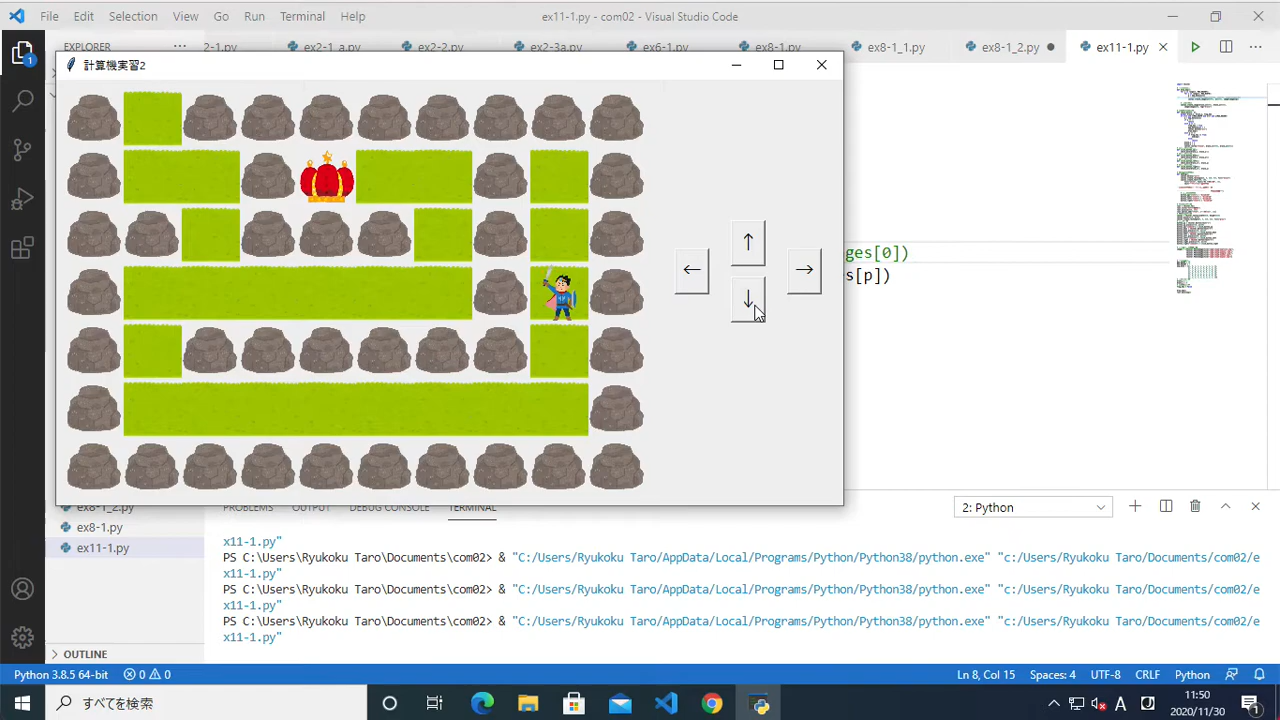 File Edit Selection View Go Run Terminal Help
ex11-1.py - com02 - Visual Studio Code
EXPLORER
2-1.py ex2-1_a.py ex2-2.py ex2-3a.py ex6-1.py ex8-1.py ex8-1_1.py ex8-1_2.py ex11-1.py
計算機実習2
↑
← →
↓
ges[0])
s[p])
ex8-1_2.py
ex8-1.py
ex11-1.py
OUTLINE
PROBLEMS OUTPUT DEBUG CONSOLE TERMINAL
2: Python
x11-1.py"
PS C:\Users\Ryukoku Taro\Documents\com02> & "C:/Users/Ryukoku Taro/AppData/Local/Programs/Python/Python38/python.exe" "c:/Users/Ryukoku Taro/Documents/com02/e
x11-1.py"
PS C:\Users\Ryukoku Taro\Documents\com02> & "C:/Users/Ryukoku Taro/AppData/Local/Programs/Python/Python38/python.exe" "c:/Users/Ryukoku Taro/Documents/com02/e
x11-1.py"
PS C:\Users\Ryukoku Taro\Documents\com02> & "C:/Users/Ryukoku Taro/AppData/Local/Programs/Python/Python38/python.exe" "c:/Users/Ryukoku Taro/Documents/com02/e
x11-1.py"
Python 3.8.5 64-bit 0 0
Ln 8, Col 15 Spaces: 4 UTF-8 CRLF Python
すべてを検索
A
11:50
2020/11/30